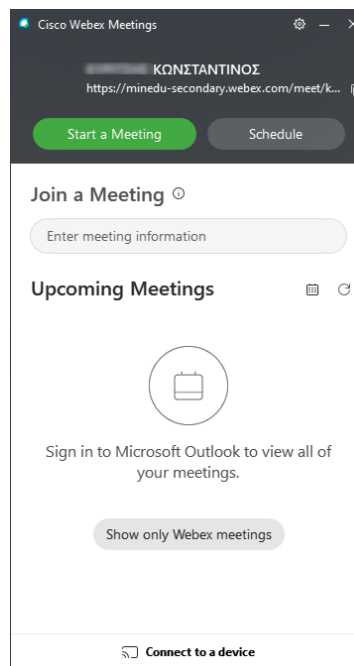 Cisco Webex Meetings
ΚΩΝΣΤΑΝΤΙΝΟΣ
https://minedu-secondary.webex.com/meet/k...
Start a Meeting
Schedule
Join a Meeting
Enter meeting information
Upcoming Meetings
Sign in to Microsoft Outlook to view all of
your meetings.
Show only Webex meetings
Connect to a device